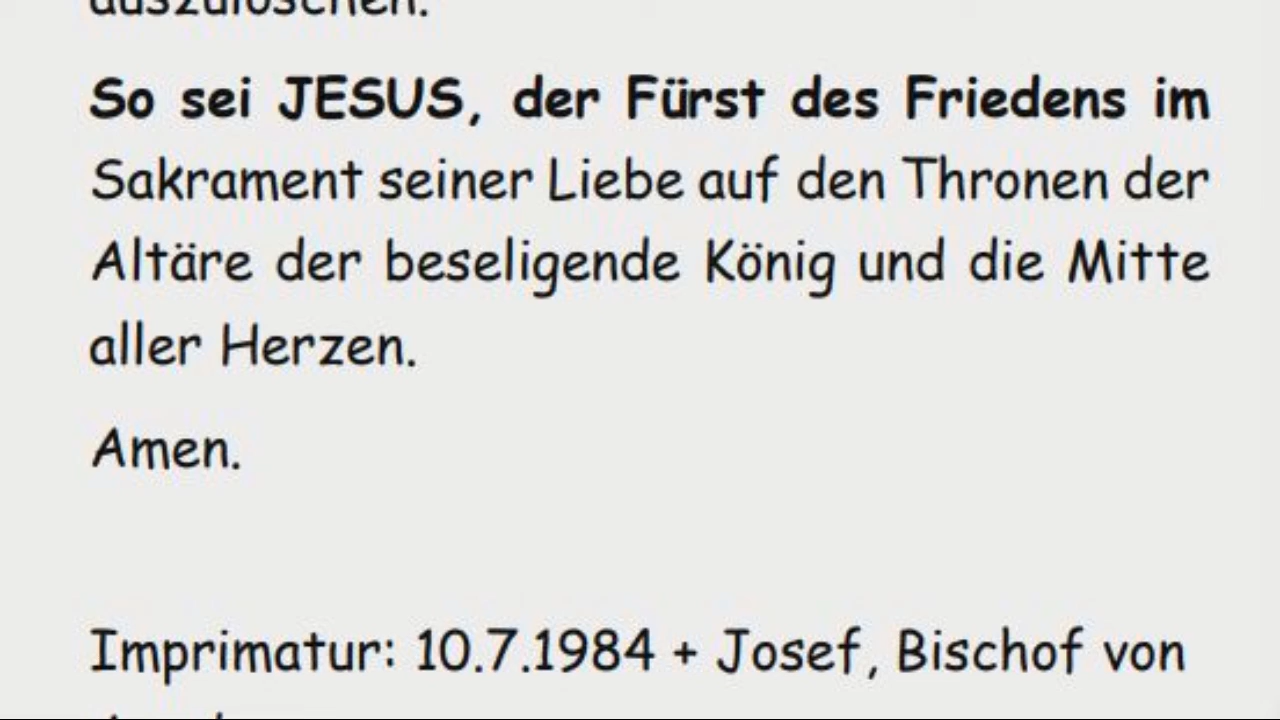 auszulöschen.
So sei JESUS, der Fürst des Friedens im
Sakrament seiner Liebe auf den Thronen der
Altäre der beseligende König und die Mitte
aller Herzen.
Amen.
Imprimatur: 10.7.1984 + Josef, Bischof von